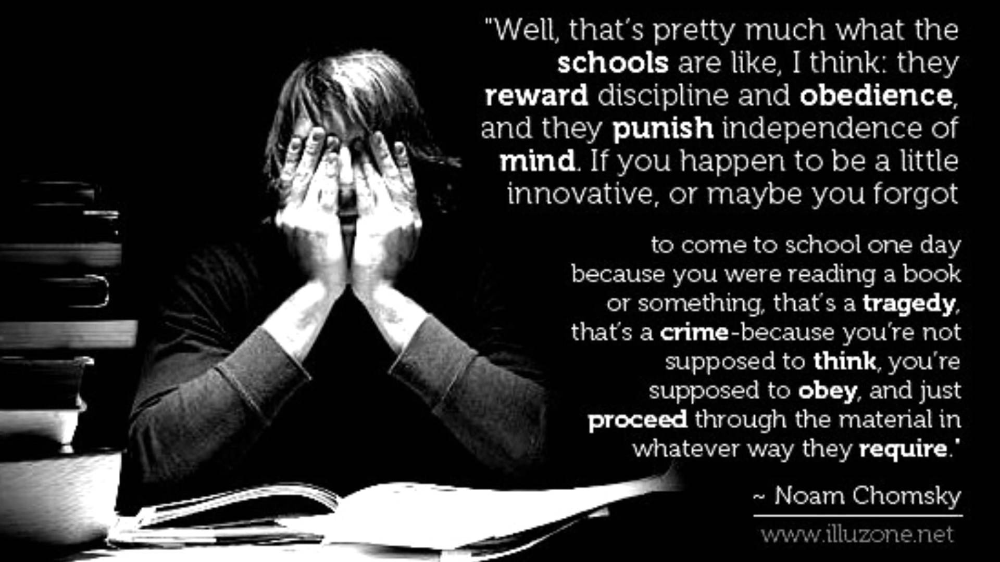 "Well, that's pretty much what the
schools are like, I think: they
reward discipline and obedience,
and they punish independence of
mind. If you happen to be a little
innovative, or maybe you forgot
to come to school one day
because you were reading a book
or something, that's a tragedy,
that's a crime-because you're not
supposed to think, you're
supposed to obey, and just
proceed through the material in
whatever way they require.'
~ Noam Chomsky
www.illuzone.net